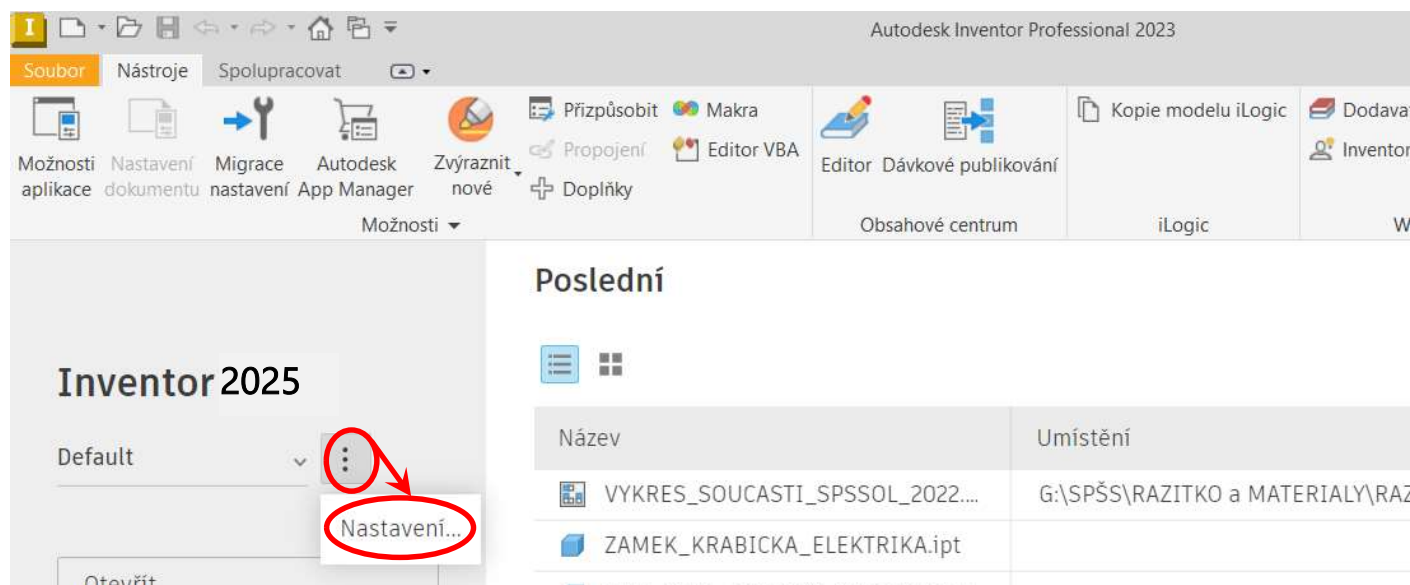 I
Autodesk Inventor Professional 2023
Soubor Nástroje Spolupracovat
Možnosti aplikace
Nastavení dokumentu
Migrace nastavení
Autodesk App Manager
Zvýraznit nové
Přizpůsobit
Propojení
Doplňky
Makra
Editor VBA
Editor
Dávkové publikování
Kopie modelu iLogic
Inventor
Možnosti
Obsahové centrum
iLogic
Poslední
Inventor 2025
Default
Nastavení...
Název Umístění
VYKRES_SOUCASTI_SPSSOL_2022.... G:\SPŠS\RAZITKO a MATERIALY\RAZ
ZAMEK_KRABICKA_ELEKTRIKA.ipt
Otevřít